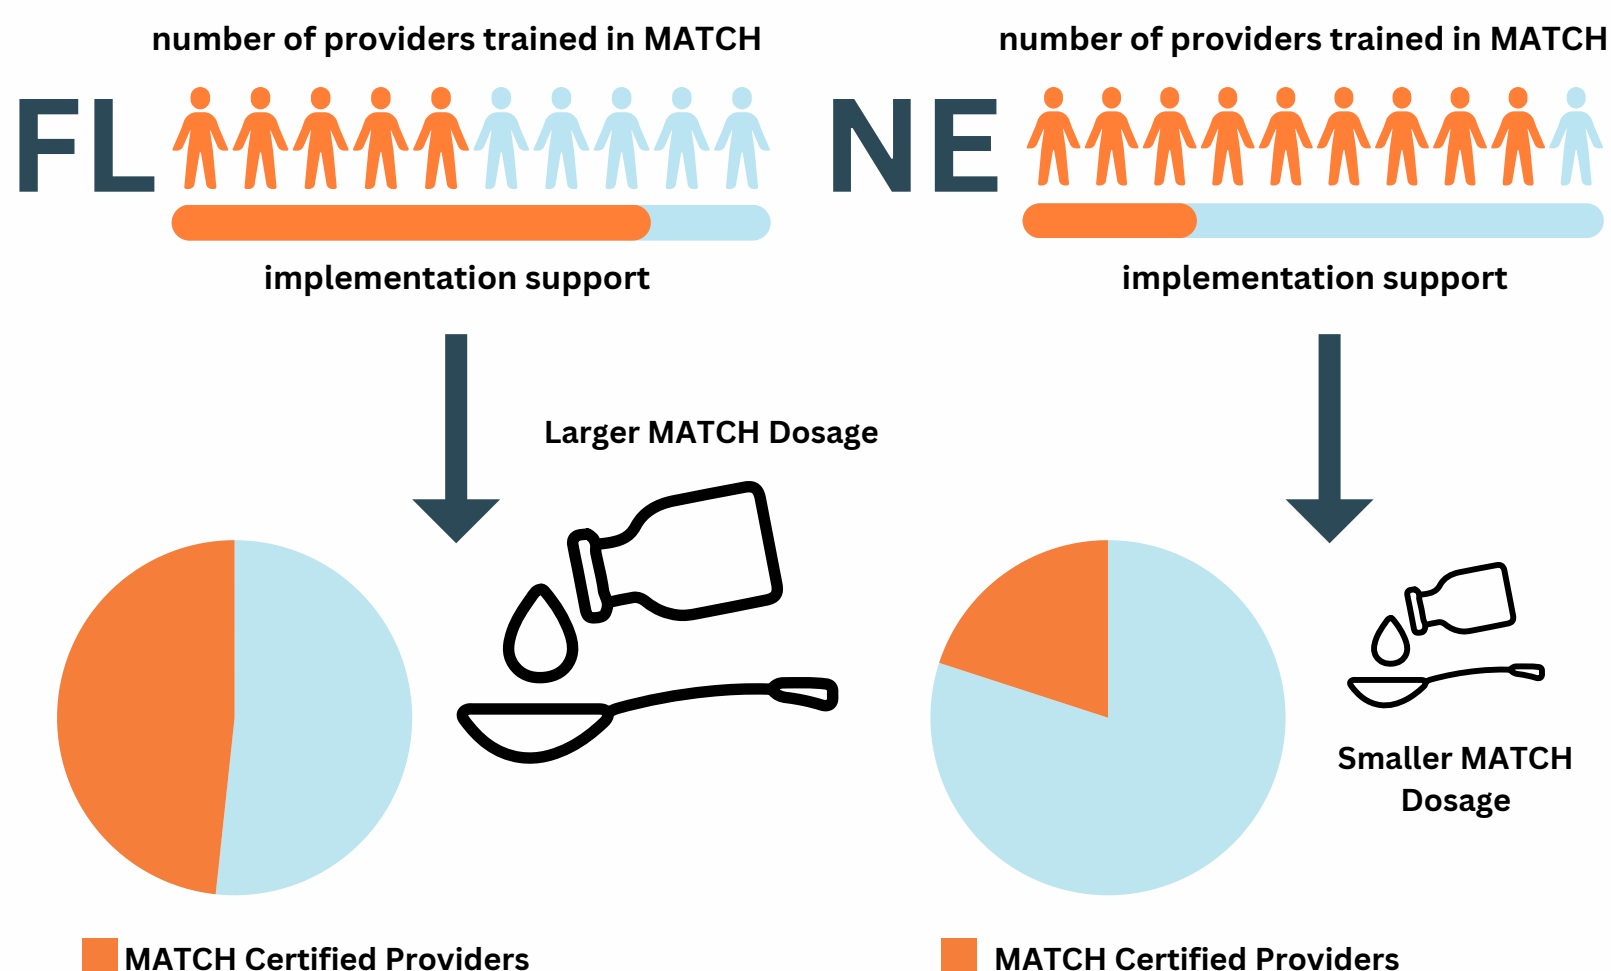 number of providers trained in MATCH
FL
implementation support
Larger MATCH Dosage
MATCH Certified Providers
number of providers trained in MATCH
NE
implementation support
Smaller MATCH
Dosage
MATCH Certified Providers